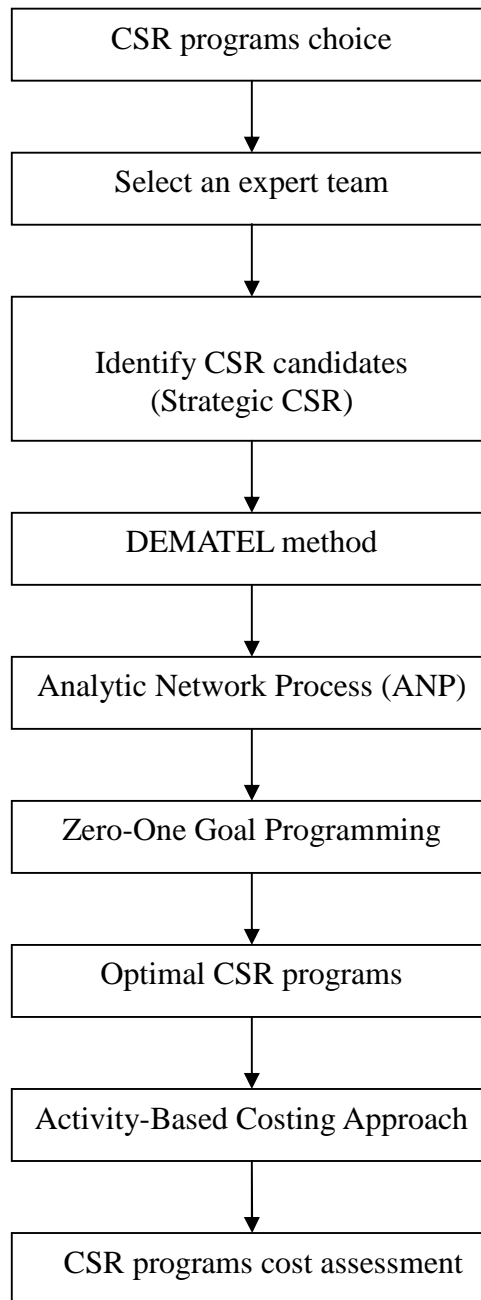 CSR programs choice
Select an expert team
Identify CSR candidates
(Strategic CSR)
DEMATEL method
Analytic Network Process (ANP)
Zero-One Goal Programming
Optimal CSR programs
Activity-Based Costing Approach
CSR programs cost assessment